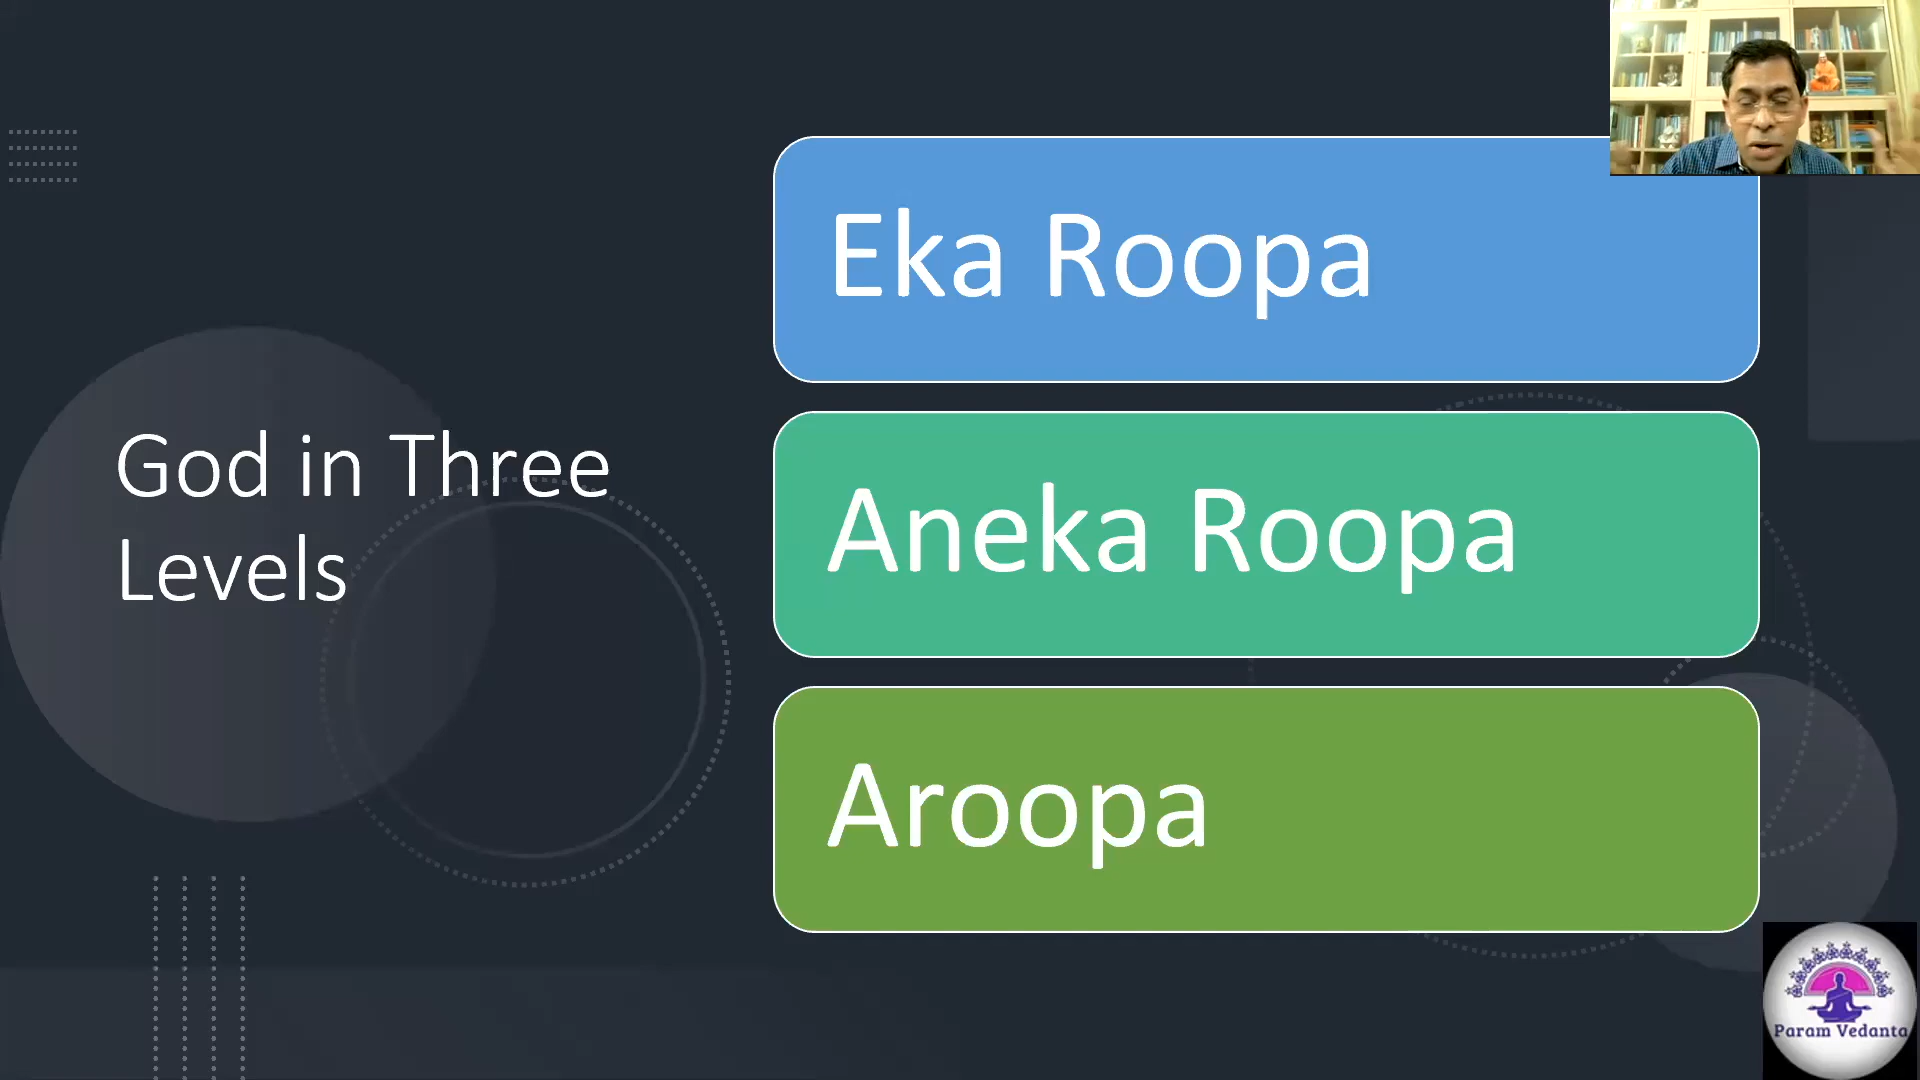 God in Three
Levels
Eka Roopa
Aneka Roopa
Aroopa
Param Vedanta